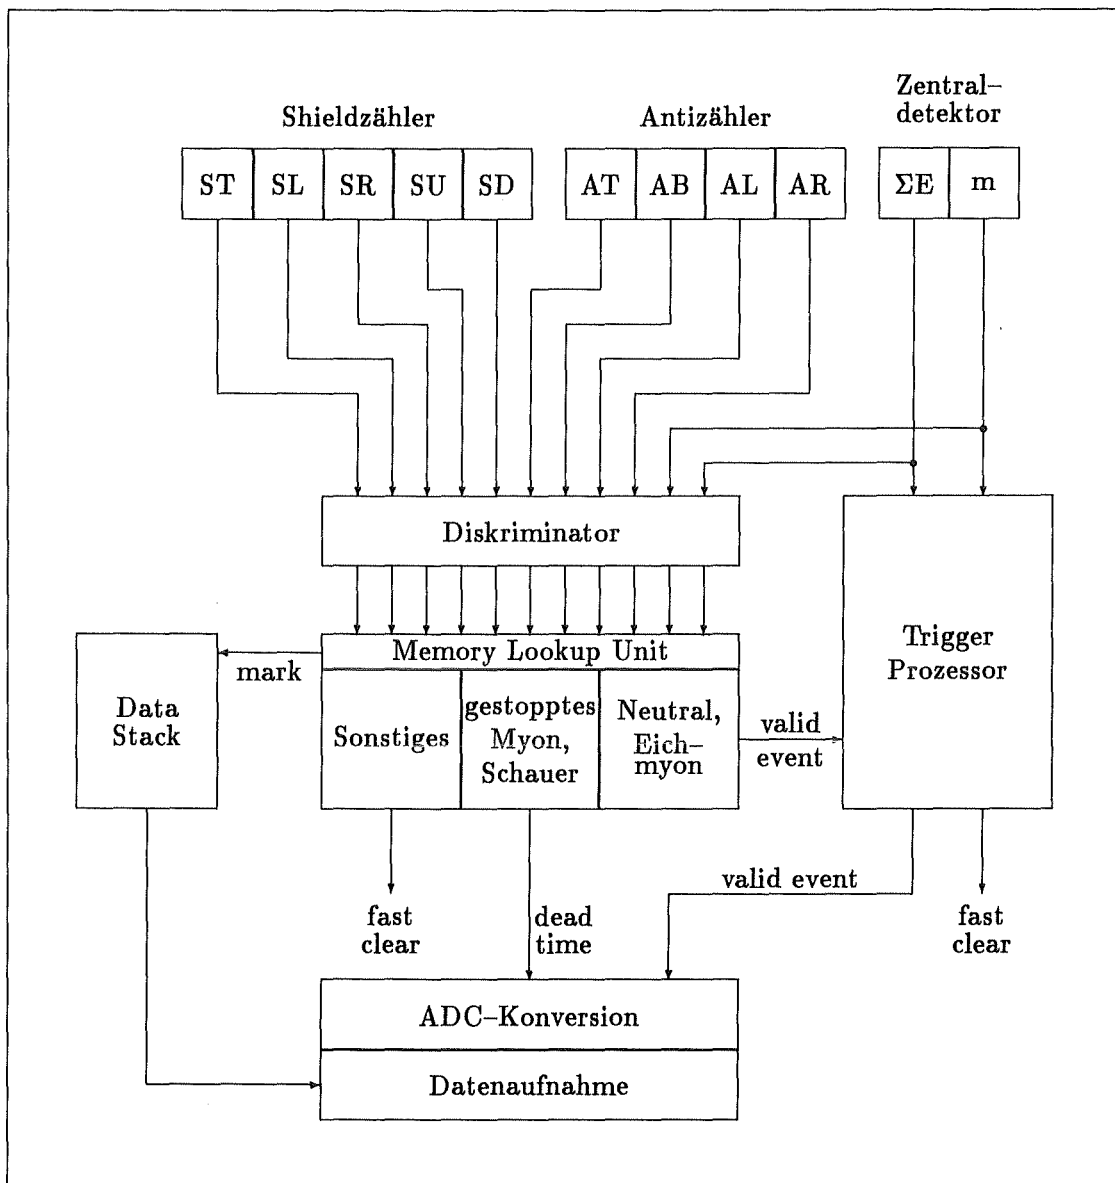 Zentral–
detektor
Shieldzähler
Antizähler
ST SL SR SU SD
AT AB AL AR
ΣE m
Diskriminator
Memory Lookup Unit
mark
Data
Stack
Sonstiges
gestopptes
Myon,
Schauer
Neutral,
Eich–
myon
valid
event
Trigger
Prozessor
valid event
fast
clear
dead
time
fast
clear
ADC–Konversion
Datenaufnahme